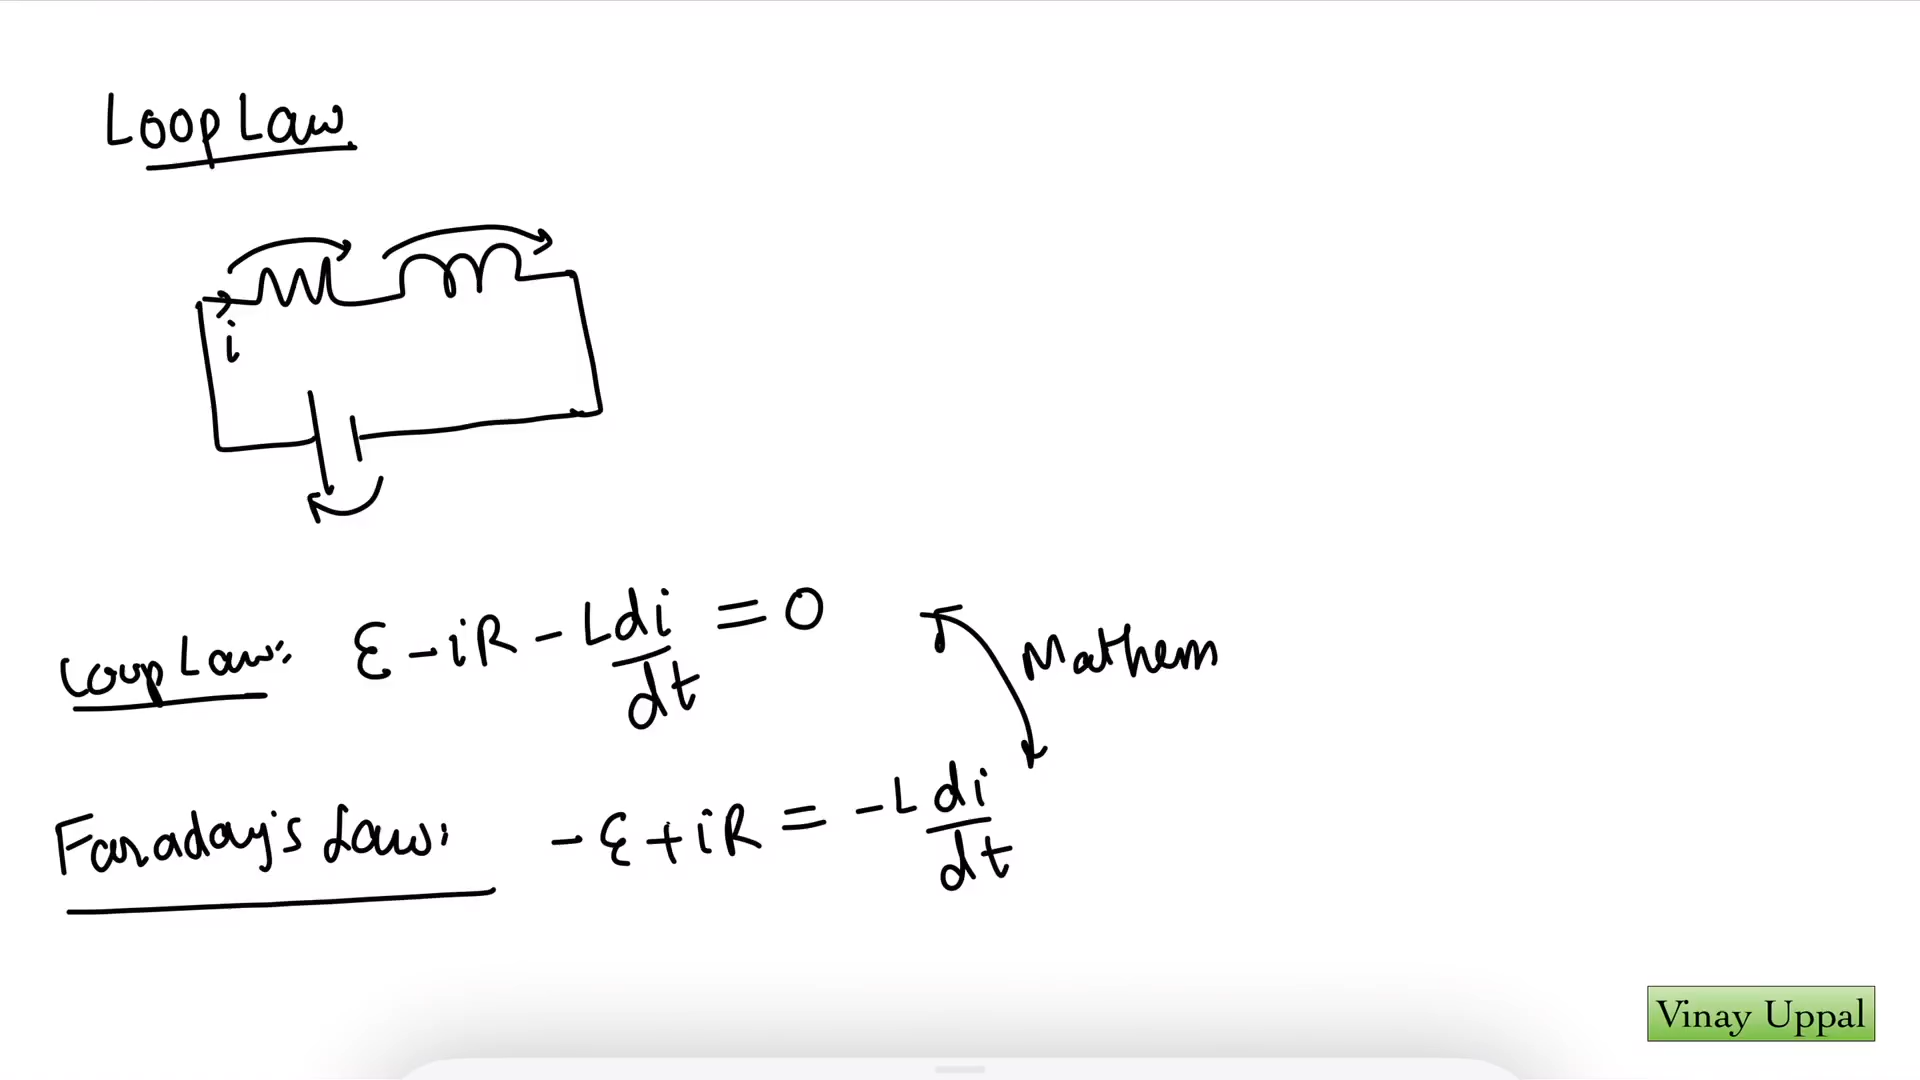 Loop Law
i
Loop Law: ε - iR - L di/dt = 0
Mathem
Faraday's Law: - ε + iR = - L di/dt
Vinay Uppal